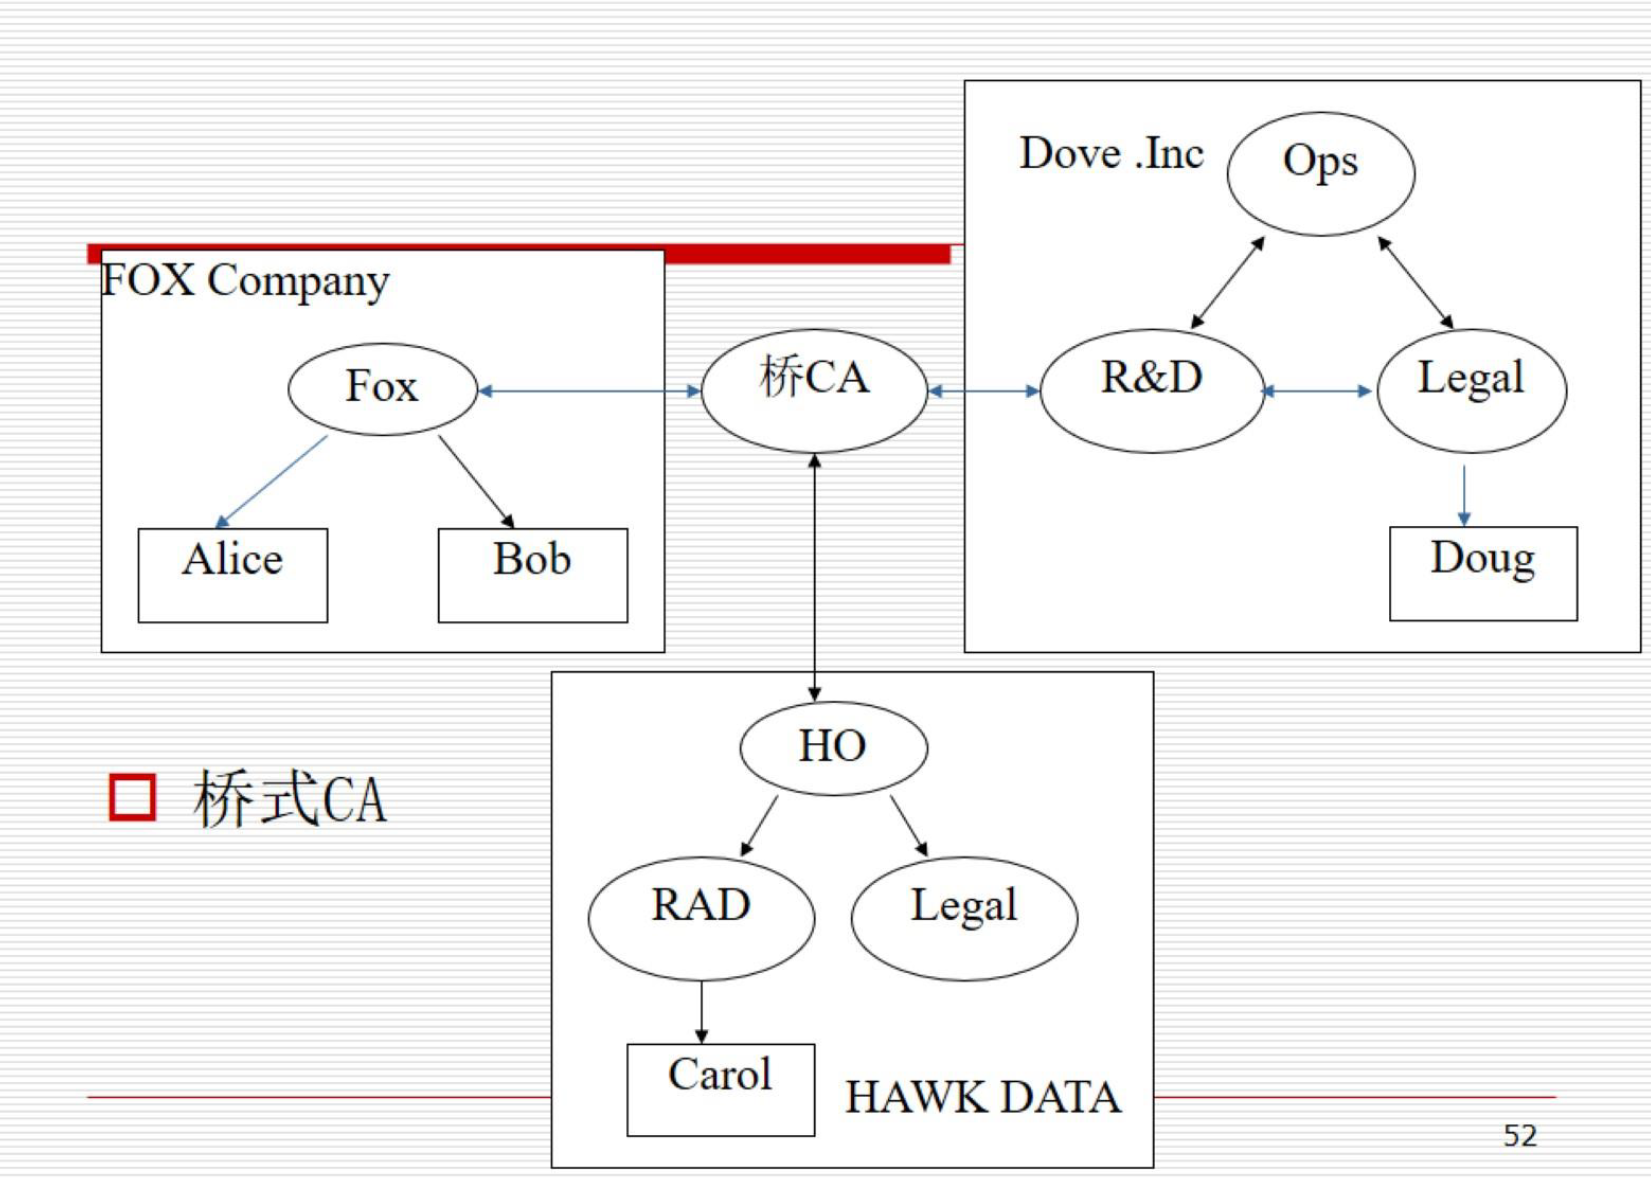 Dove .Inc
Ops
FOX Company
Fox
桥CA
R&D
Legal
Alice
Bob
Doug
HO
桥式CA
RAD
Legal
Carol
HAWK DATA
52